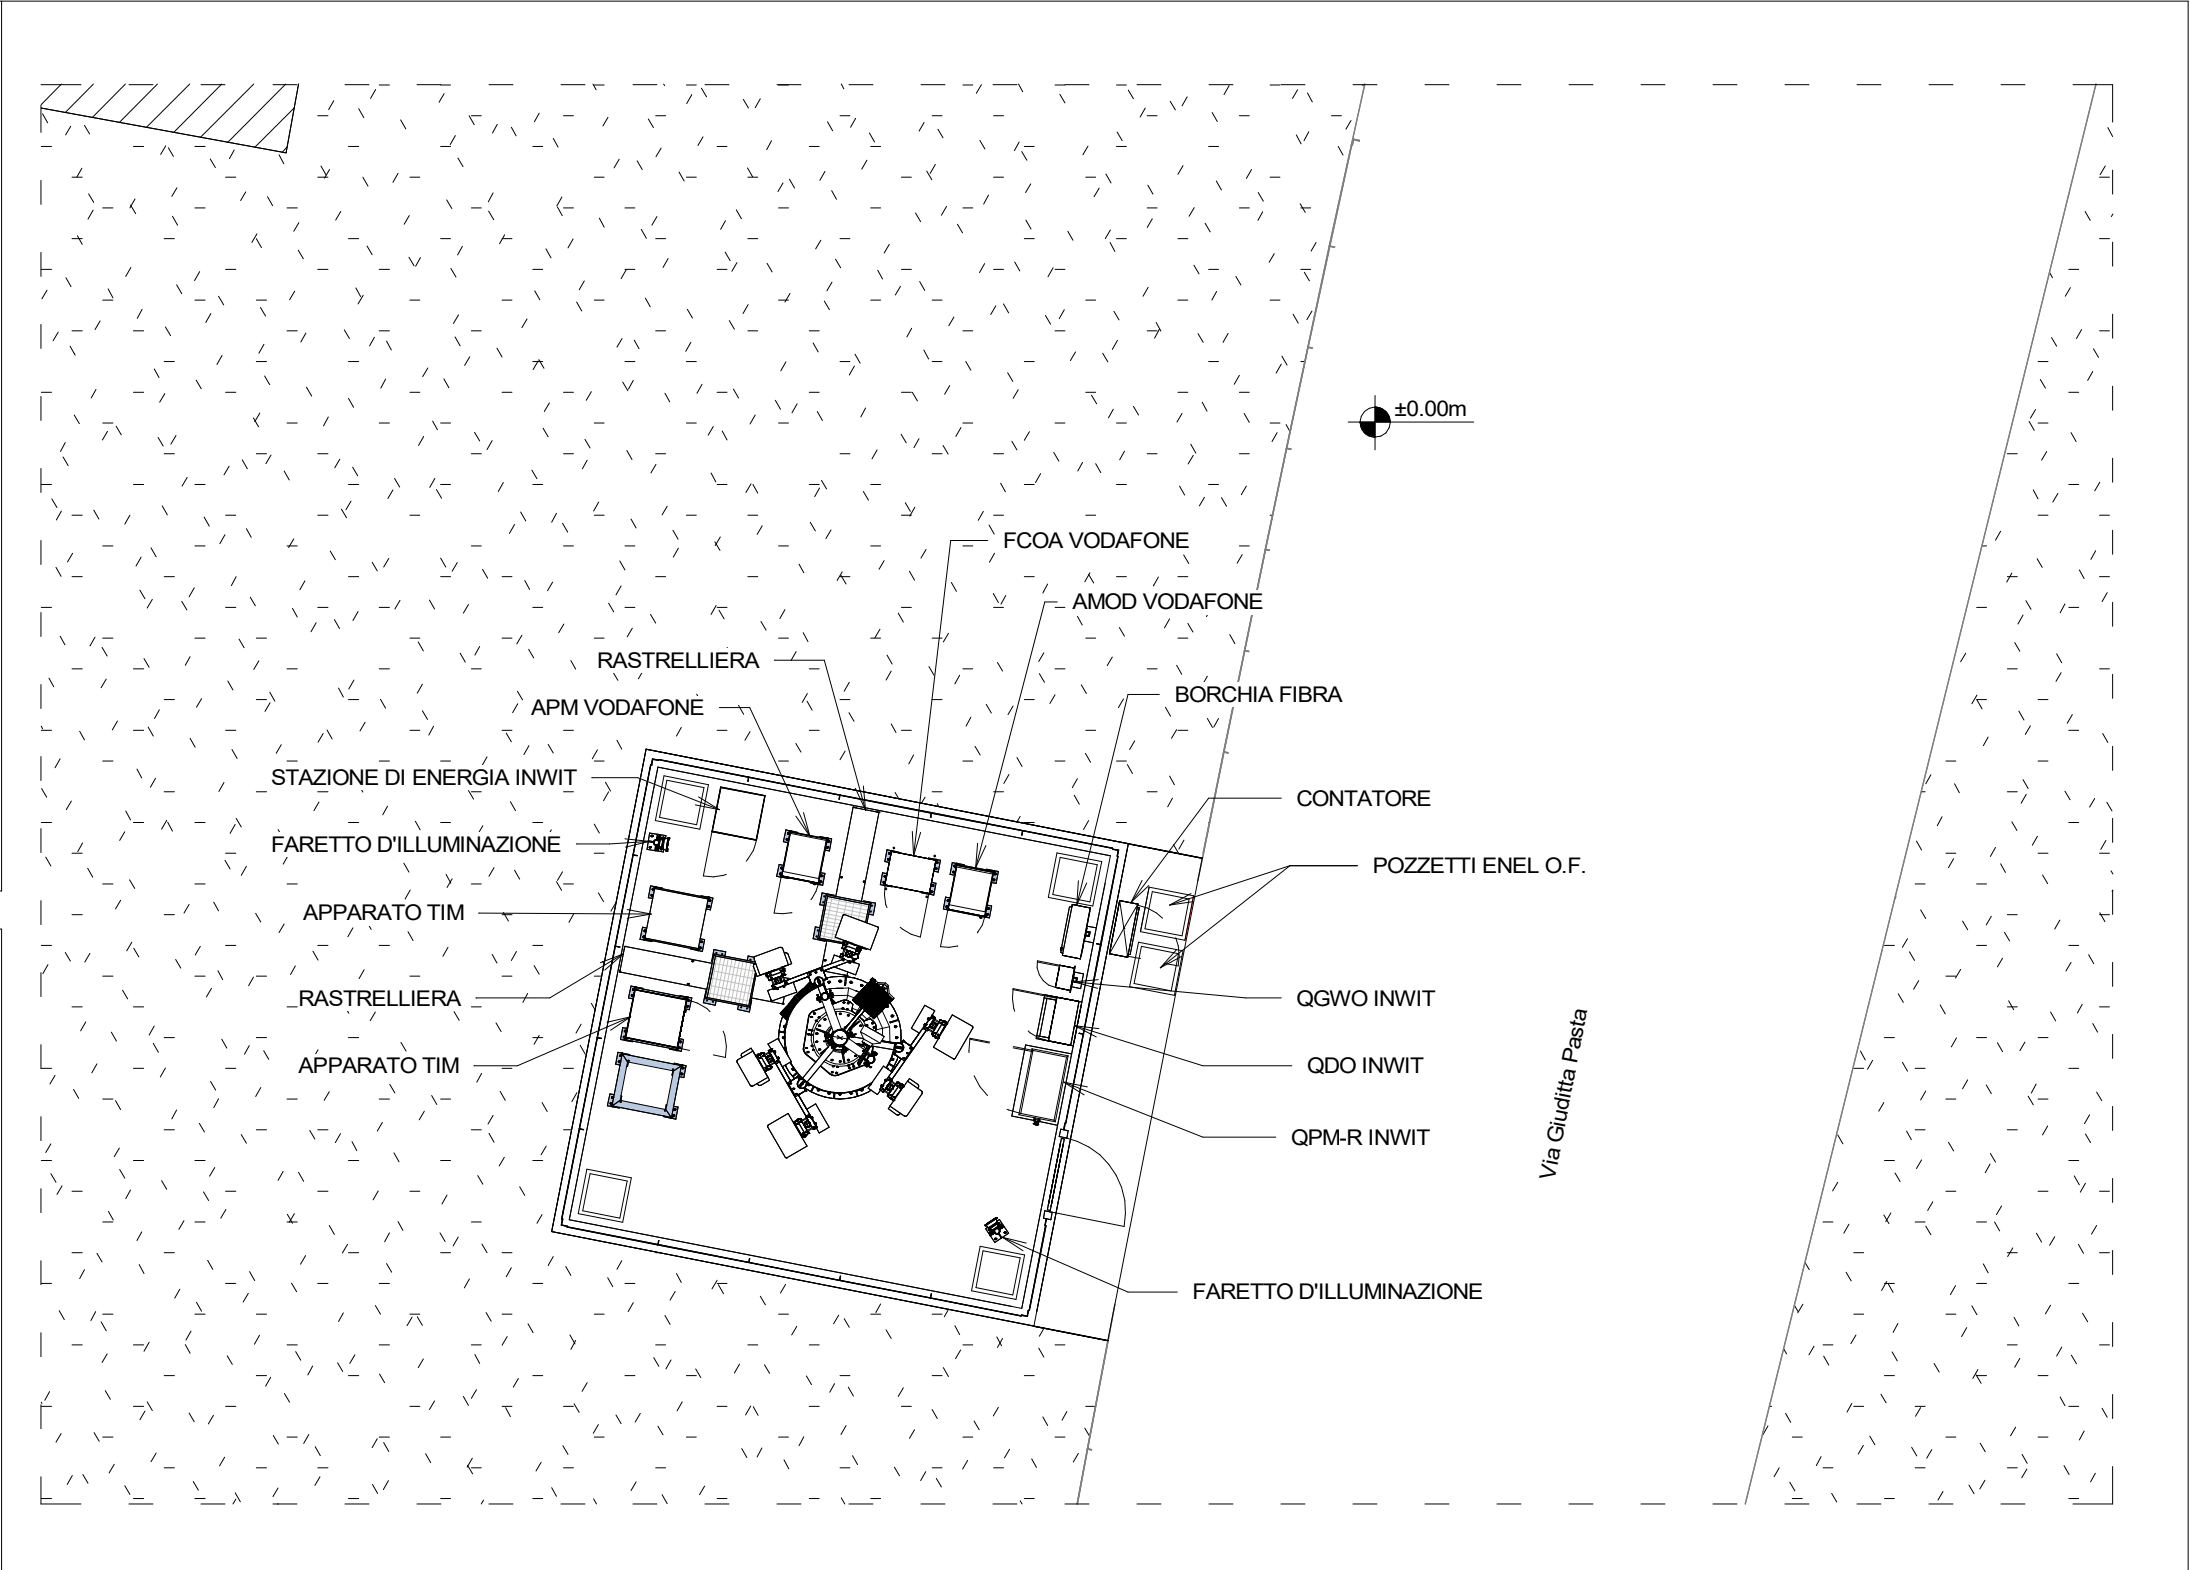 ±0.00m
FCOA VODAFONE
AMOD VODAFONE
RASTRELLIERA
BORCHIA FIBRA
APM VODAFONE
STAZIONE DI ENERGIA INWIT
CONTATORE
FARETTO D'ILLUMINAZIONE
POZZETTI ENEL O.F.
APPARATO TIM
RASTRELLIERA
QGWO INWIT
APPARATO TIM
QDO INWIT
Via Giuditta Pasta
QPM-R INWIT
FARETTO D'ILLUMINAZIONE